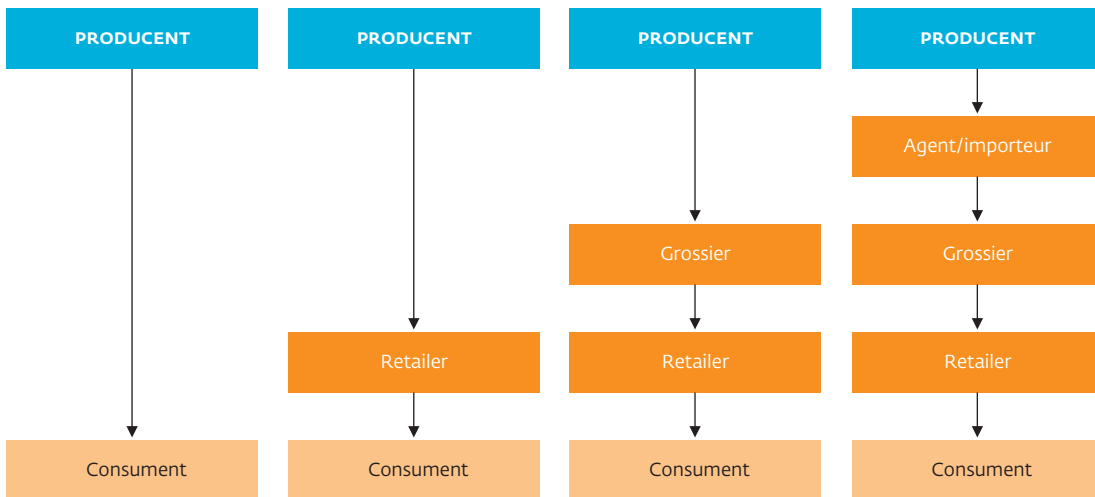 PRODUCENT
PRODUCENT
PRODUCENT
PRODUCENT
Agent/importeur
Grossier
Grossier
Retailer
Retailer
Retailer
Consument
Consument
Consument
Consument